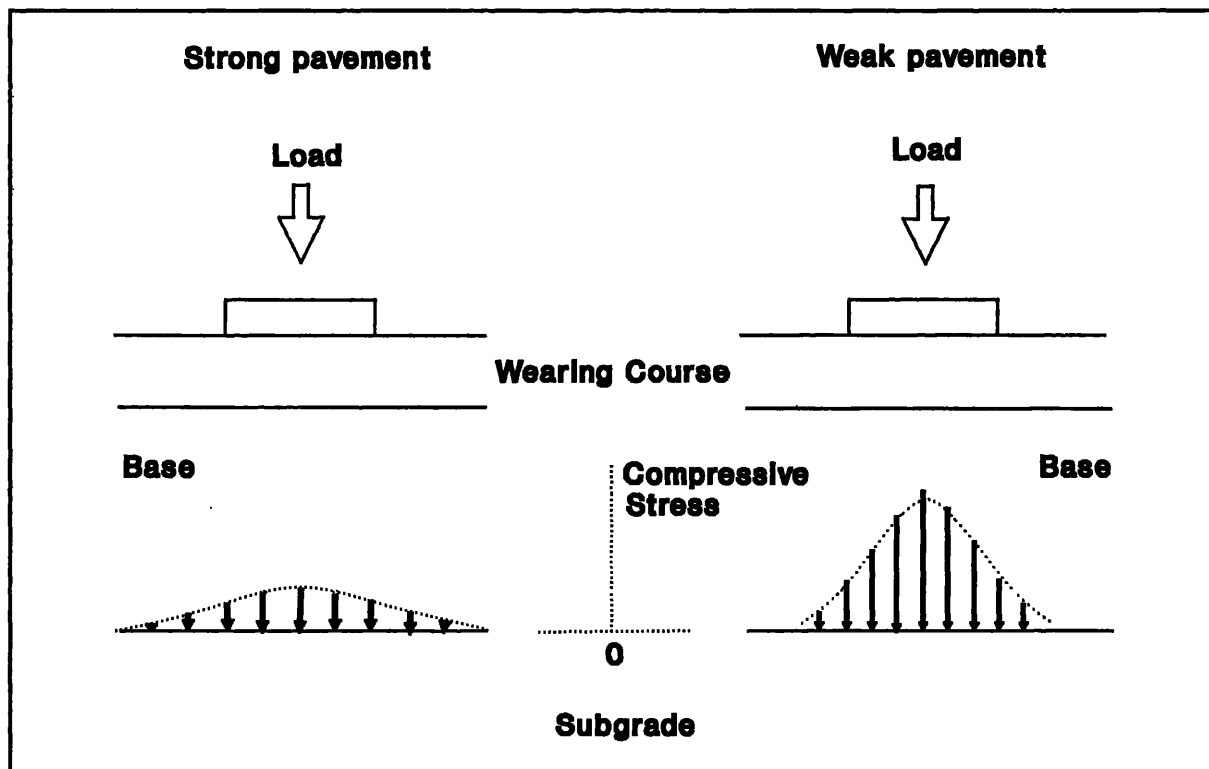 Strong pavement
Weak pavement
Load
Load
Wearing Course
Base
Compressive
Stress
Base
0
Subgrade